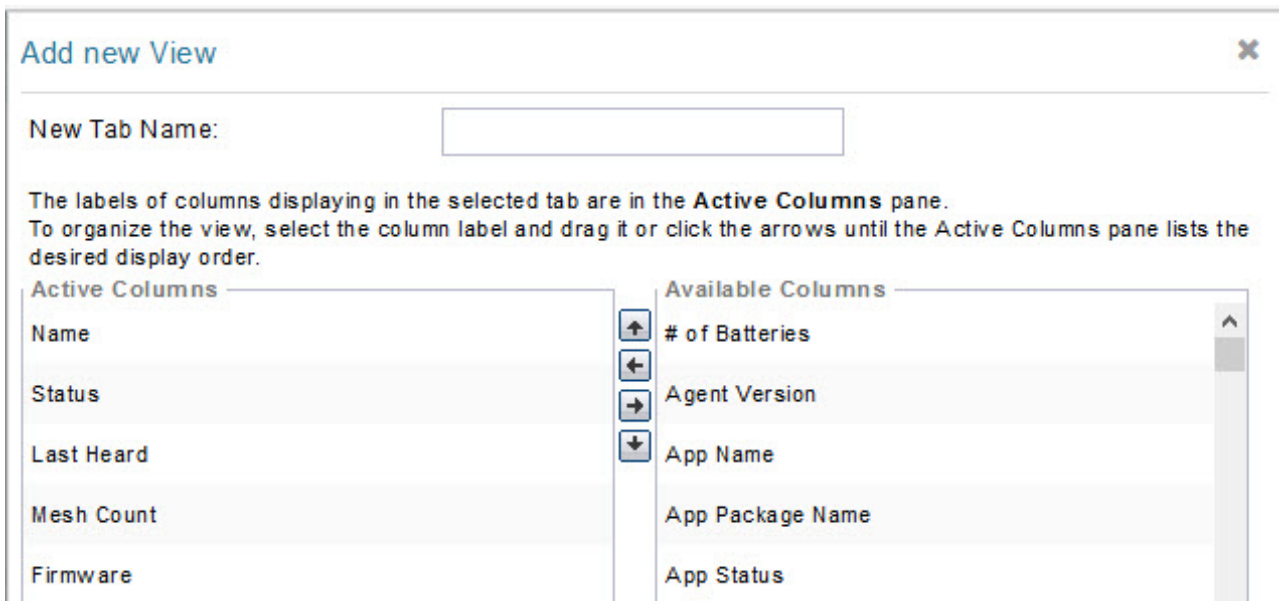 Add new View
New Tab Name:
The labels of columns displaying in the selected tab are in the Active Columns pane.
To organize the view, select the column label and drag it or click the arrows until the Active Columns pane lists the
desired display order.
Active Columns
Name
Status
Last Heard
Mesh Count
Firmware
Available Columns
# of Batteries
Agent Version
App Name
App Package Name
App Status